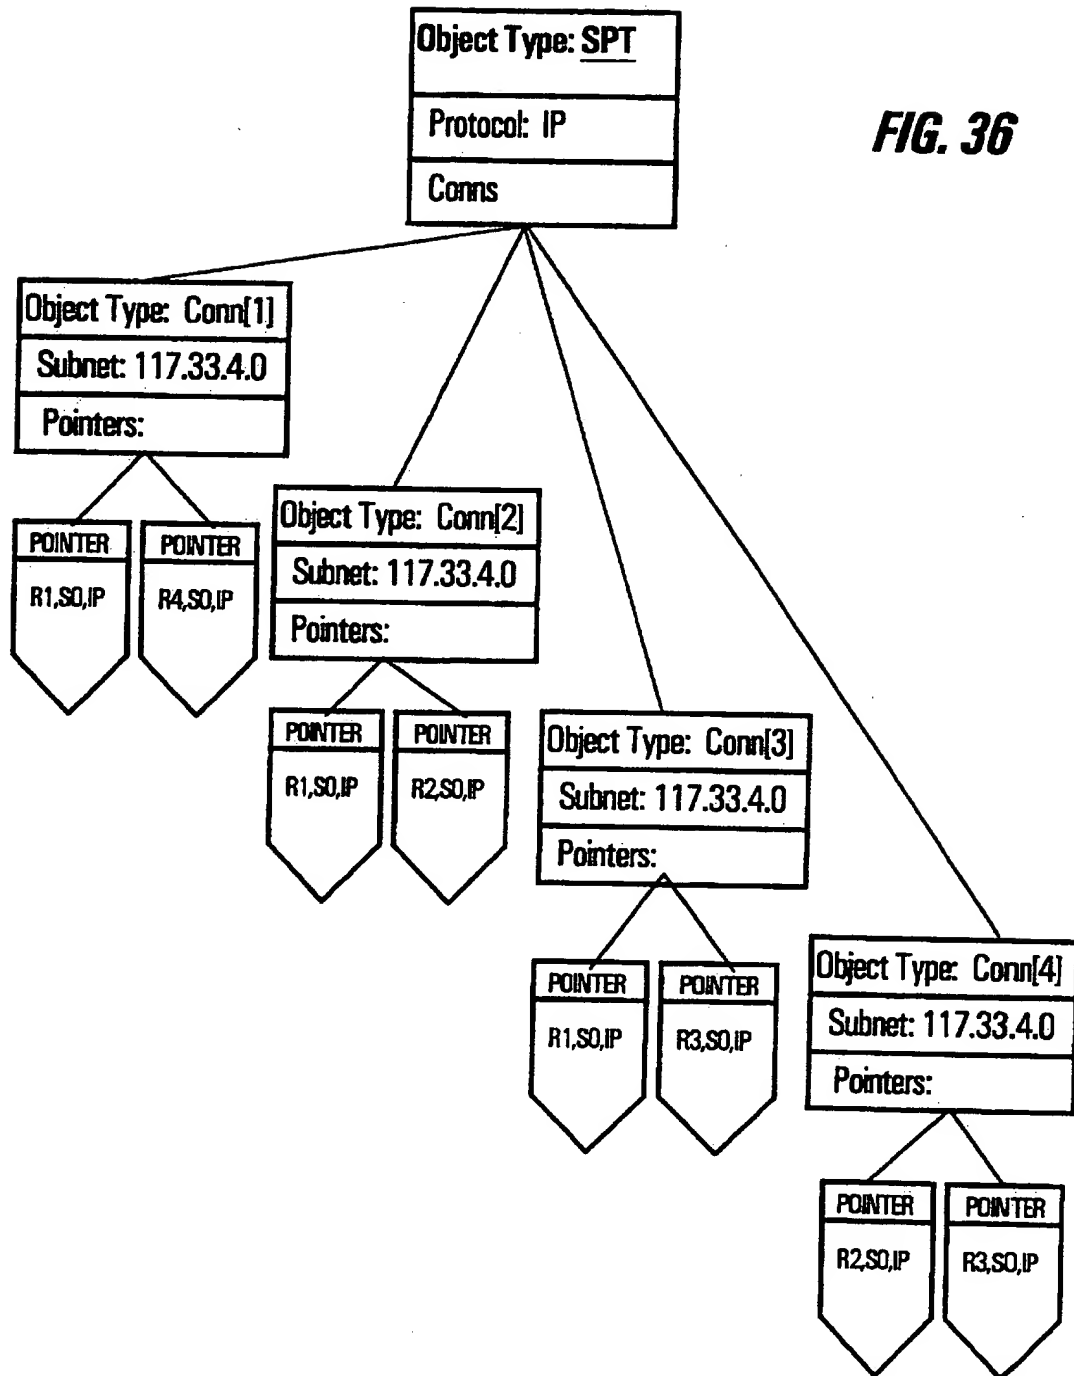 Object Type: SPT
Protocol: IP
Conns
FIG. 36
Object Type: Conn[1]
Subnet: 117.33.4.0
Pointers:
POINTER
R1,S0,IP
POINTER
R4,S0,IP
Object Type: Conn[2]
Subnet: 117.33.4.0
Pointers:
POINTER
R1,S0,IP
POINTER
R2,S0,IP
Object Type: Conn[3]
Subnet: 117.33.4.0
Pointers:
POINTER
R1,S0,IP
POINTER
R3,S0,IP
Object Type: Conn[4]
Subnet: 117.33.4.0
Pointers:
POINTER
R2,S0,IP
POINTER
R3,S0,IP